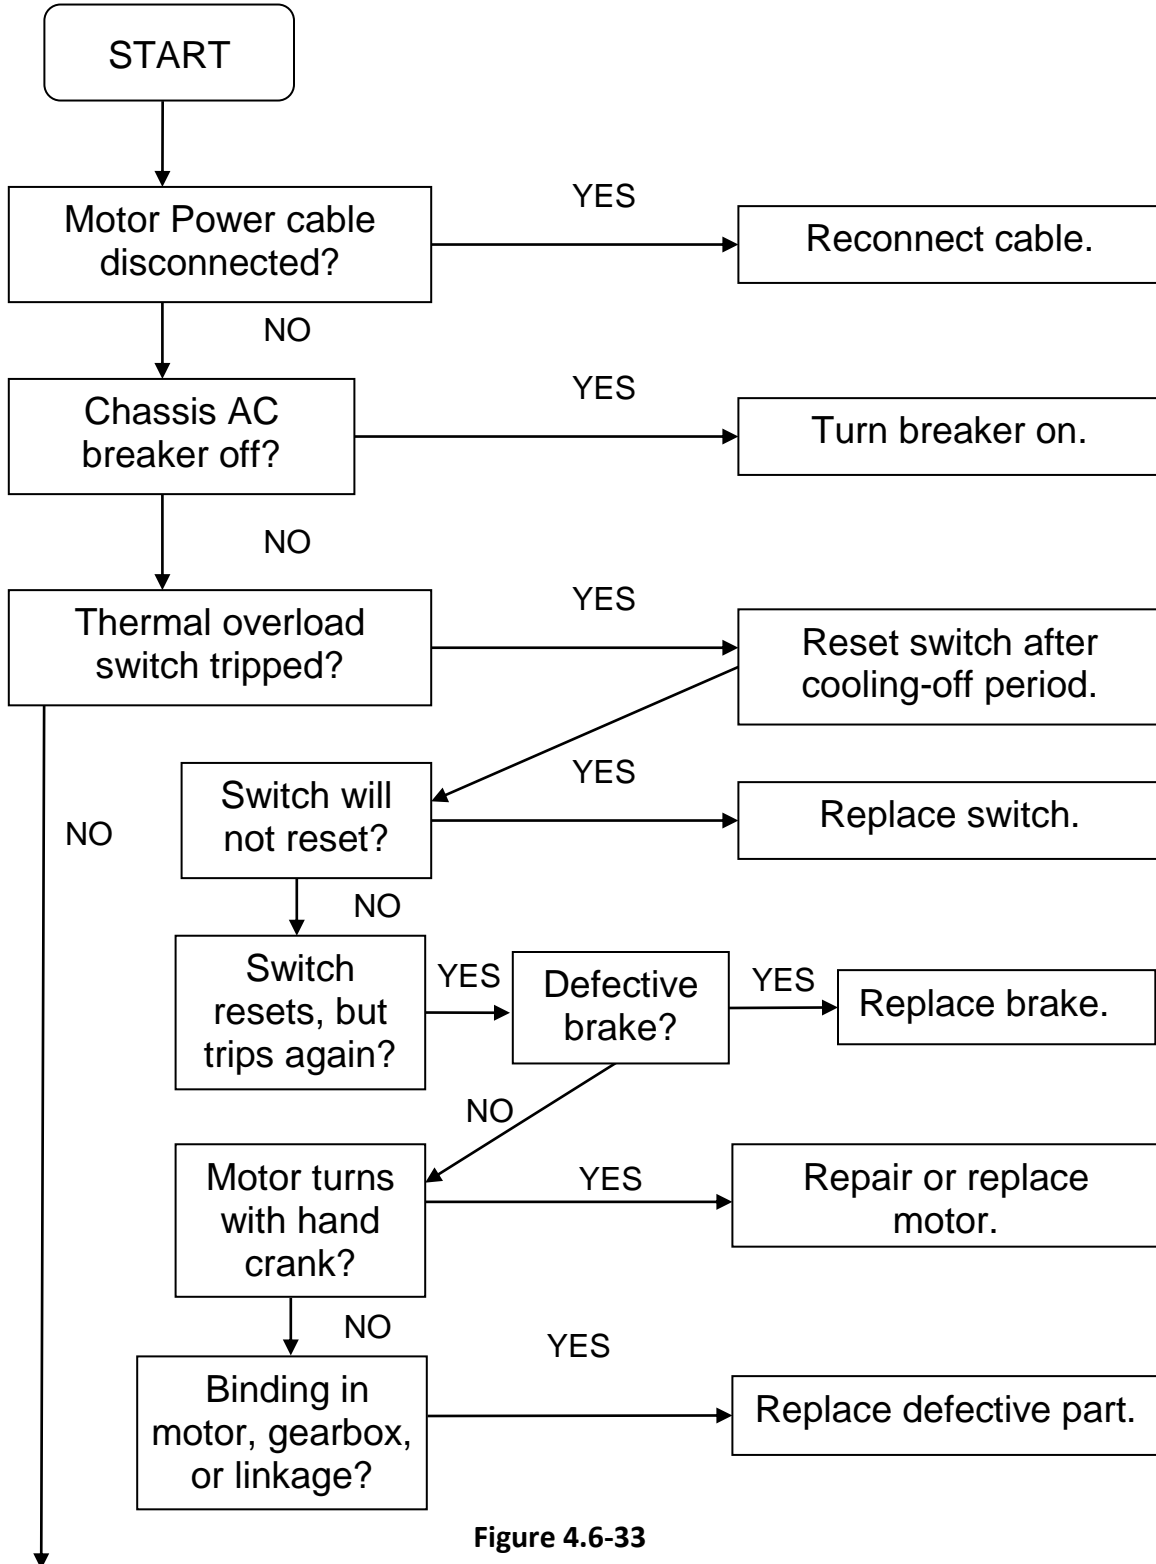 START
Motor Power cable
disconnected?
YES
Reconnect cable.
NO
Chassis AC
breaker off?
YES
Turn breaker on.
NO
Thermal overload
switch tripped?
YES
Reset switch after
cooling-off period.
NO
Switch will
not reset?
YES
Replace switch.
NO
Switch
resets, but
trips again?
YES
Defective
brake?
YES
Replace brake.
NO
Motor turns
with hand
crank?
YES
Repair or replace
motor.
NO
Binding in
motor, gearbox,
or linkage?
YES
Replace defective part.
Figure 4.6-33